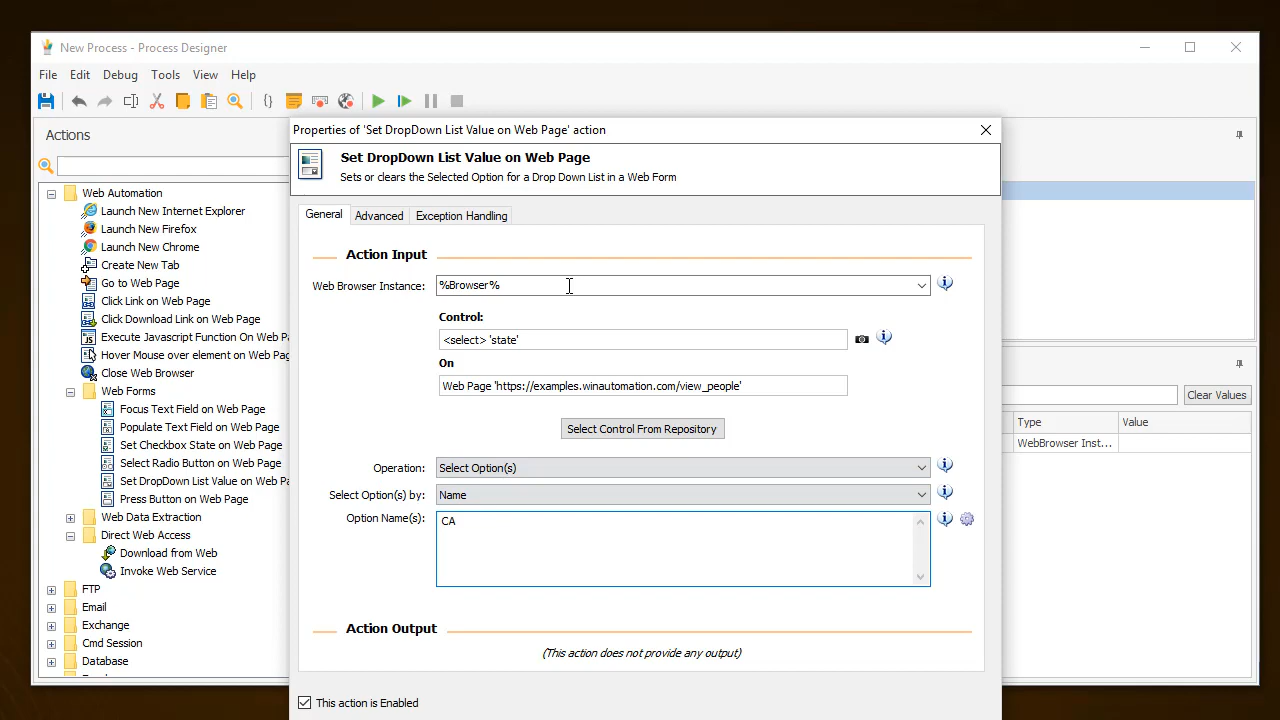 New Process - Process Designer
File Edit Debug Tools View Help
Actions
Web Automation
Launch New Internet Explorer
Launch New Firefox
Launch New Chrome
Create New Tab
Go to Web Page
Click Link on Web Page
Click Download Link on Web Page
Execute Javascript Function On Web Pa
Hover Mouse over element on Web Pag
Close Web Browser
Web Forms
Focus Text Field on Web Page
Populate Text Field on Web Page
Set Checkbox State on Web Page
Select Radio Button on Web Page
Set DropDown List Value on Web Pa
Press Button on Web Page
Web Data Extraction
Direct Web Access
Download from Web
Invoke Web Service
FTP
Email
Exchange
Cmd Session
Database
Properties of 'Set DropDown List Value on Web Page' action
Set DropDown List Value on Web Page
Sets or clears the Selected Option for a Drop Down List in a Web Form
General Advanced Exception Handling
Action Input
Web Browser Instance: %Browser%
Control:
<select> 'state'
On
Web Page 'https://examples.winautomation.com/view_people'
Select Control From Repository
Operation: Select Option(s)
Select Option(s) by: Name
Option Name(s): CA
Action Output
(This action does not provide any output)
This action is Enabled
Clear Values
Type Value
WebBrowser Inst...